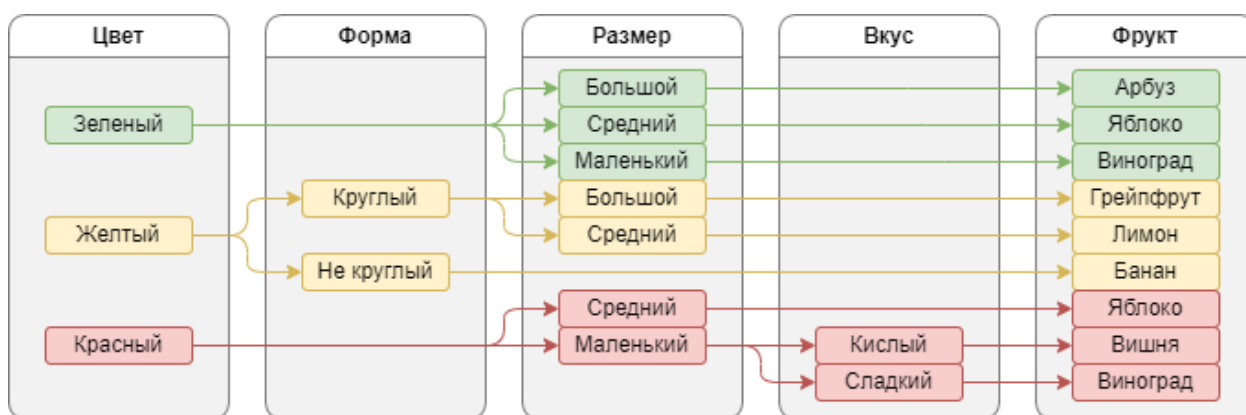 Цвет Форма Размер Вкус Фрукт
Большой Арбуз
Зеленый Средний Яблоко
Маленький Виноград
Круглый Большой Грейпфрут
Желтый Средний Лимон
Не круглый Банан
Средний Яблоко
Красный Маленький Кислый Вишня
Сладкий Виноград